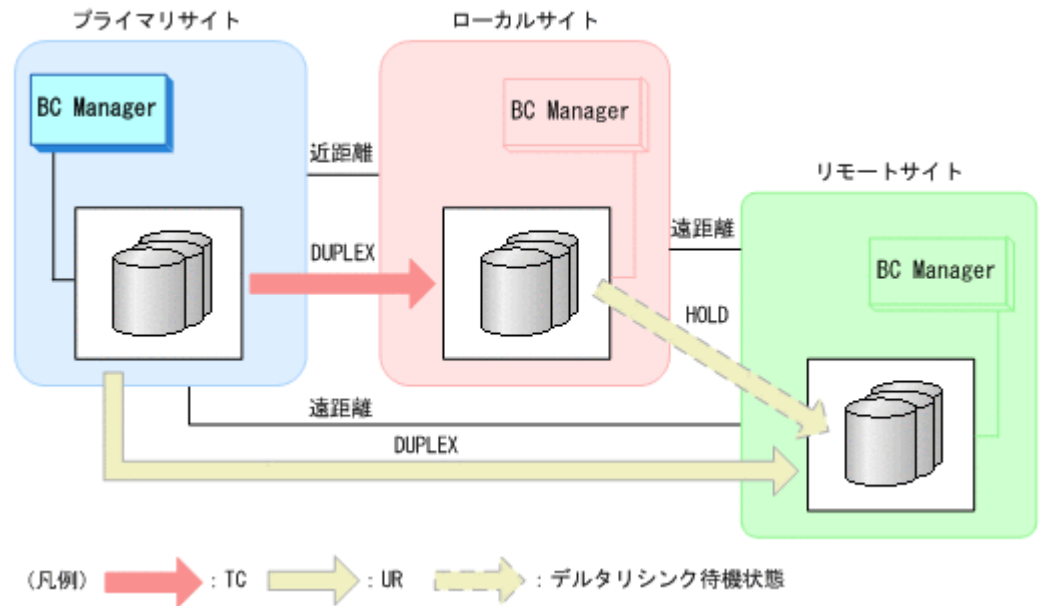 プライマリサイト
ローカルサイト
BC Manager
BC Manager
近距離
リモートサイト
DUPLEX
遠距離
BC Manager
HOLD
遠距離
DUPLEX
(凡例) : TC : UR : デルタリシンク待機状態